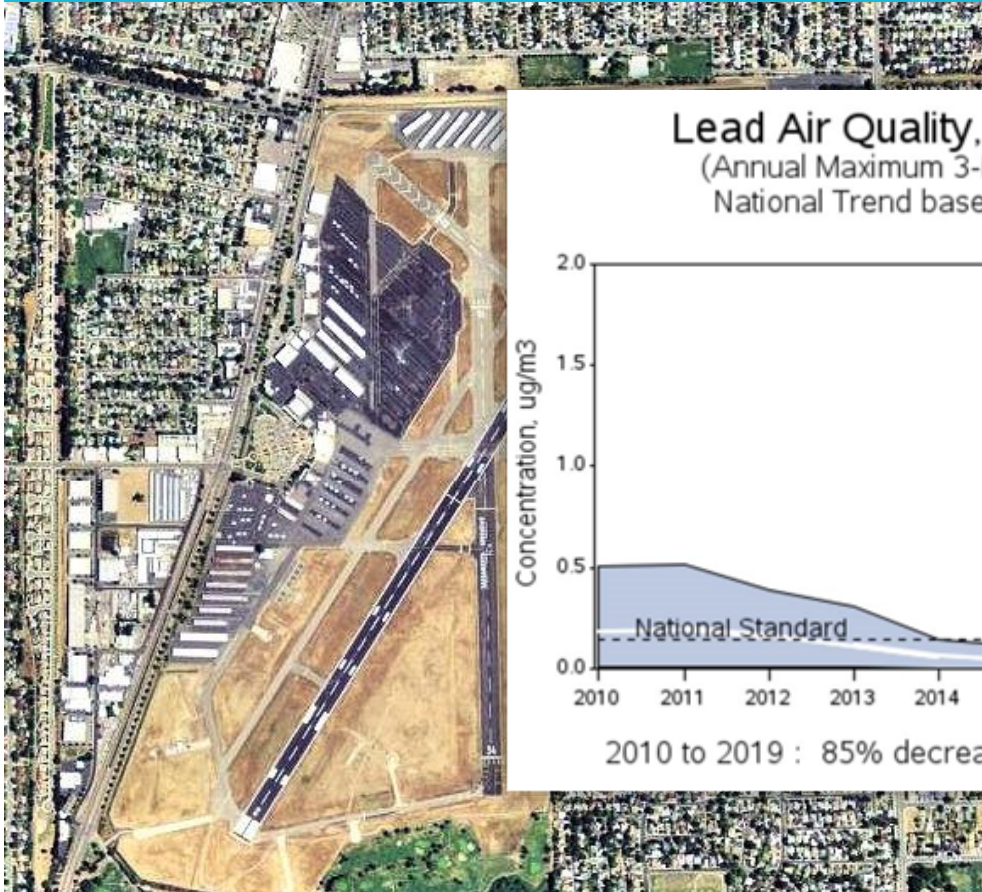 Lead Air Quality,
(Annual Maximum 3-
National Trend base
2.0
1.5
1.0
0.5
0.0
Concentration, ug/m3
National Standard
2010 2011 2012 2013 2014
2010 to 2019 : 85% decrea
34